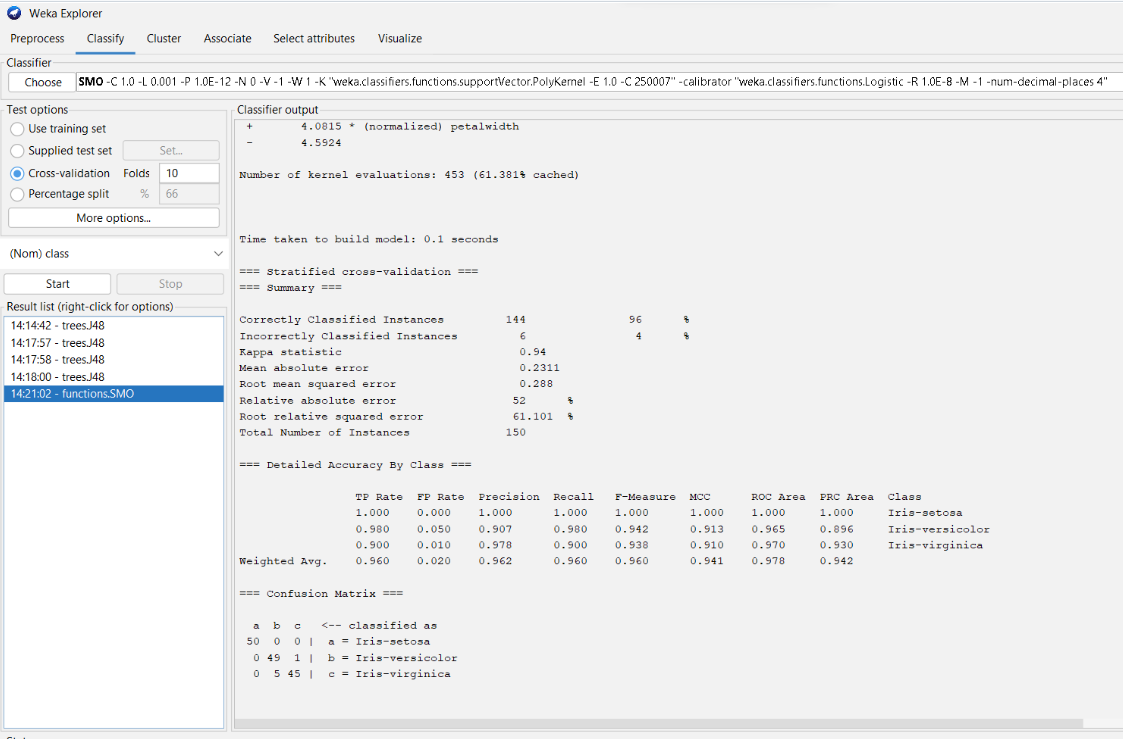 Weka Explorer
Preprocess Classify Cluster Associate Select attributes Visualize
Classifier
Choose SMO -C 1.0 -L 0.001 -P 1.0E-12 -N 0 -V -1 -W 1 -K "weka.classifiers.functions.supportVector.PolyKernel -E 1.0 -C 250007" -calibrator "weka.classifiers.functions.Logistic -R 1.0E-8 -M -1 -num-decimal-places 4"
Test options
Use training set
Supplied test set Set...
Cross-validation Folds 10
Percentage split % 66
More options...
(Nom) class
Start Stop
Result list (right-click for options)
14:14:42 - trees.J48
14:17:57 - trees.J48
14:17:58 - trees.J48
14:18:00 - trees.J48
14:21:02 - functions.SMO
Classifier output
+ 4.0815 * (normalized) petalwidth
- 4.5924
Number of kernel evaluations: 453 (61.381% cached)
Time taken to build model: 0.1 seconds
=== Stratified cross-validation ===
=== Summary ===
Correctly Classified Instances 144 96 %
Incorrectly Classified Instances 6 4 %
Kappa statistic 0.94
Mean absolute error 0.2311
Root mean squared error 0.288
Relative absolute error 52 %
Root relative squared error 61.101 %
Total Number of Instances 150
=== Detailed Accuracy By Class ===
TP Rate FP Rate Precision Recall F-Measure MCC ROC Area PRC Area Class
1.000 0.000 1.000 1.000 1.000 1.000 1.000 1.000 Iris-setosa
0.980 0.050 0.907 0.980 0.942 0.913 0.965 0.896 Iris-versicolor
0.900 0.010 0.978 0.900 0.938 0.910 0.970 0.930 Iris-virginica
Weighted Avg. 0.960 0.020 0.962 0.960 0.960 0.941 0.978 0.942
=== Confusion Matrix ===
a b c <-- classified as
50 0 0 | a = Iris-setosa
0 49 1 | b = Iris-versicolor
0 5 45 | c = Iris-virginica